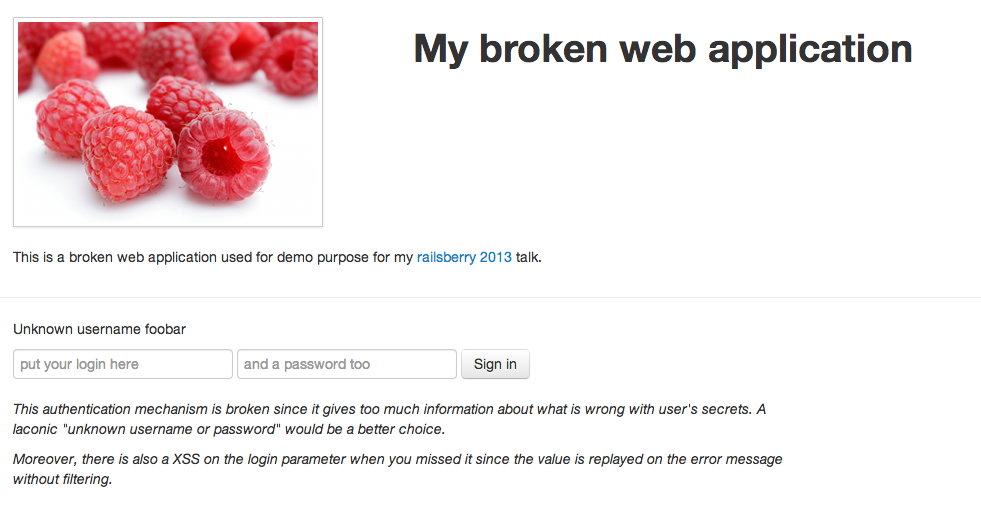 My broken web application
This is a broken web application used for demo purpose for my railsberry 2013 talk.
Unknown username foobar
put your login here
and a password too
Sign in
This authentication mechanism is broken since it gives too much information about what is wrong with user's secrets. A
laconic "unknown username or password" would be a better choice.
Moreover, there is also a XSS on the login parameter when you missed it since the value is replayed on the error message
without filtering.